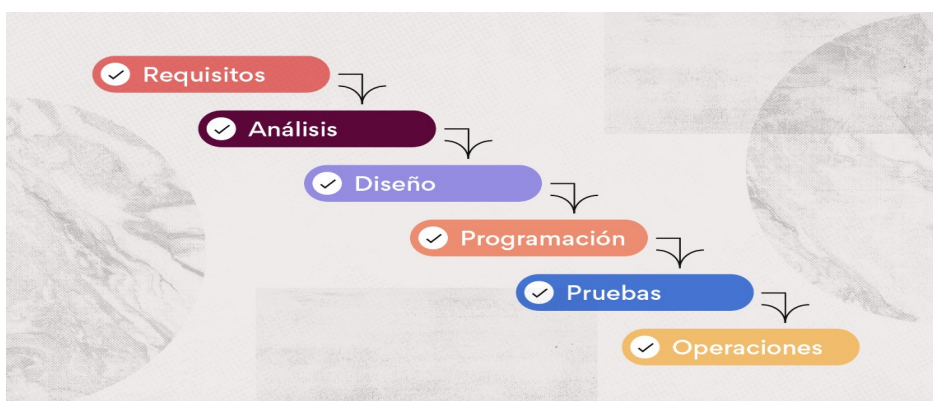 Requisitos
Análisis
Diseño
Programación
Pruebas
Operaciones